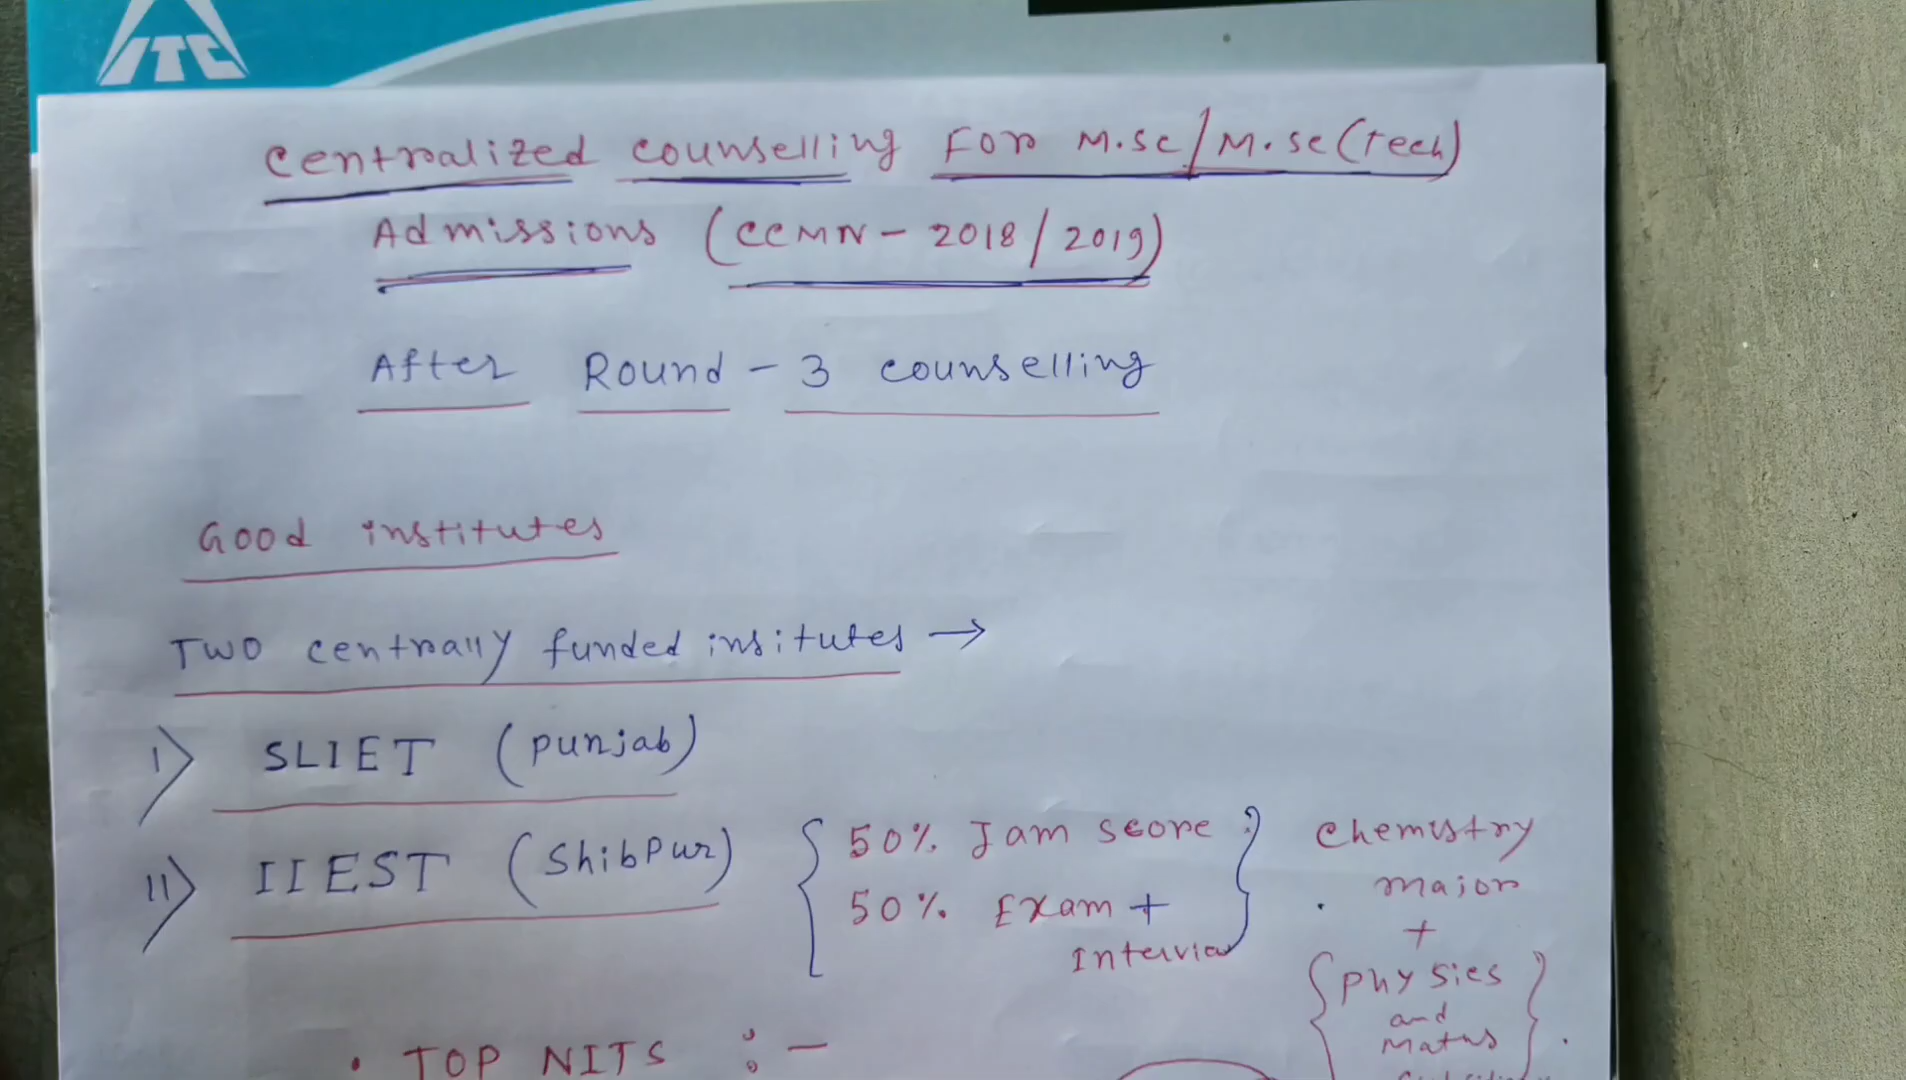 ITC
Centralized counselling For M.sc/M.sc(Tech)
Admissions (CCMN - 2018/2019)
After Round - 3 counselling
Good institutes
Two centrally funded insitutes →
I) SLIET (Punjab)
II) IIEST (Shibpur)
50% Jam score
50% Exam +
Interview
Chemistry
major
+
Physics
and
Maths
• TOP NITS :-